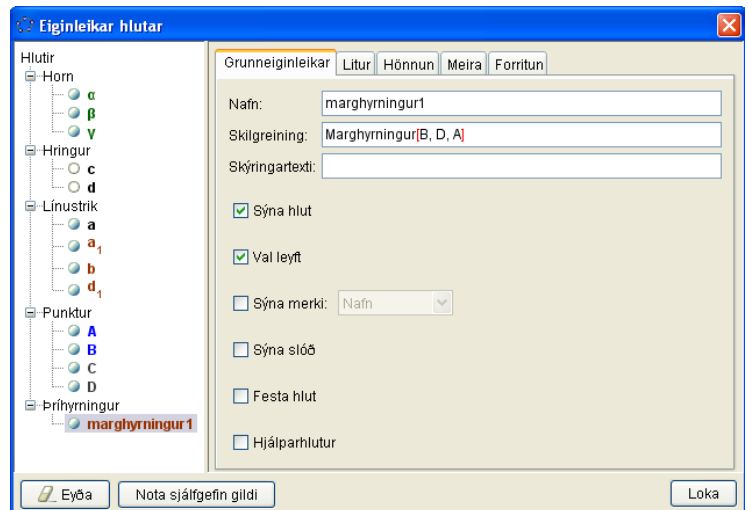 Eiginleikar hlutar
Hlutir
Horn
α
β
γ
Hringur
c
d
Línustrik
a
a₁
b
d₁
Punktur
A
B
C
D
Þríhyrningur
marghyrningur1
Grunneiginleikar Litur Hönnun Meira Forritun
Nafn: marghyrningur1
Skilgreining: Marghyrningur[B, D, A]
Skýringartexti:
Sýna hlut
Val leyft
Sýna merki: Nafn
Sýna slóð
Festa hlut
Hjálparhlutur
Eyða Nota sjálfgefin gildi Loka